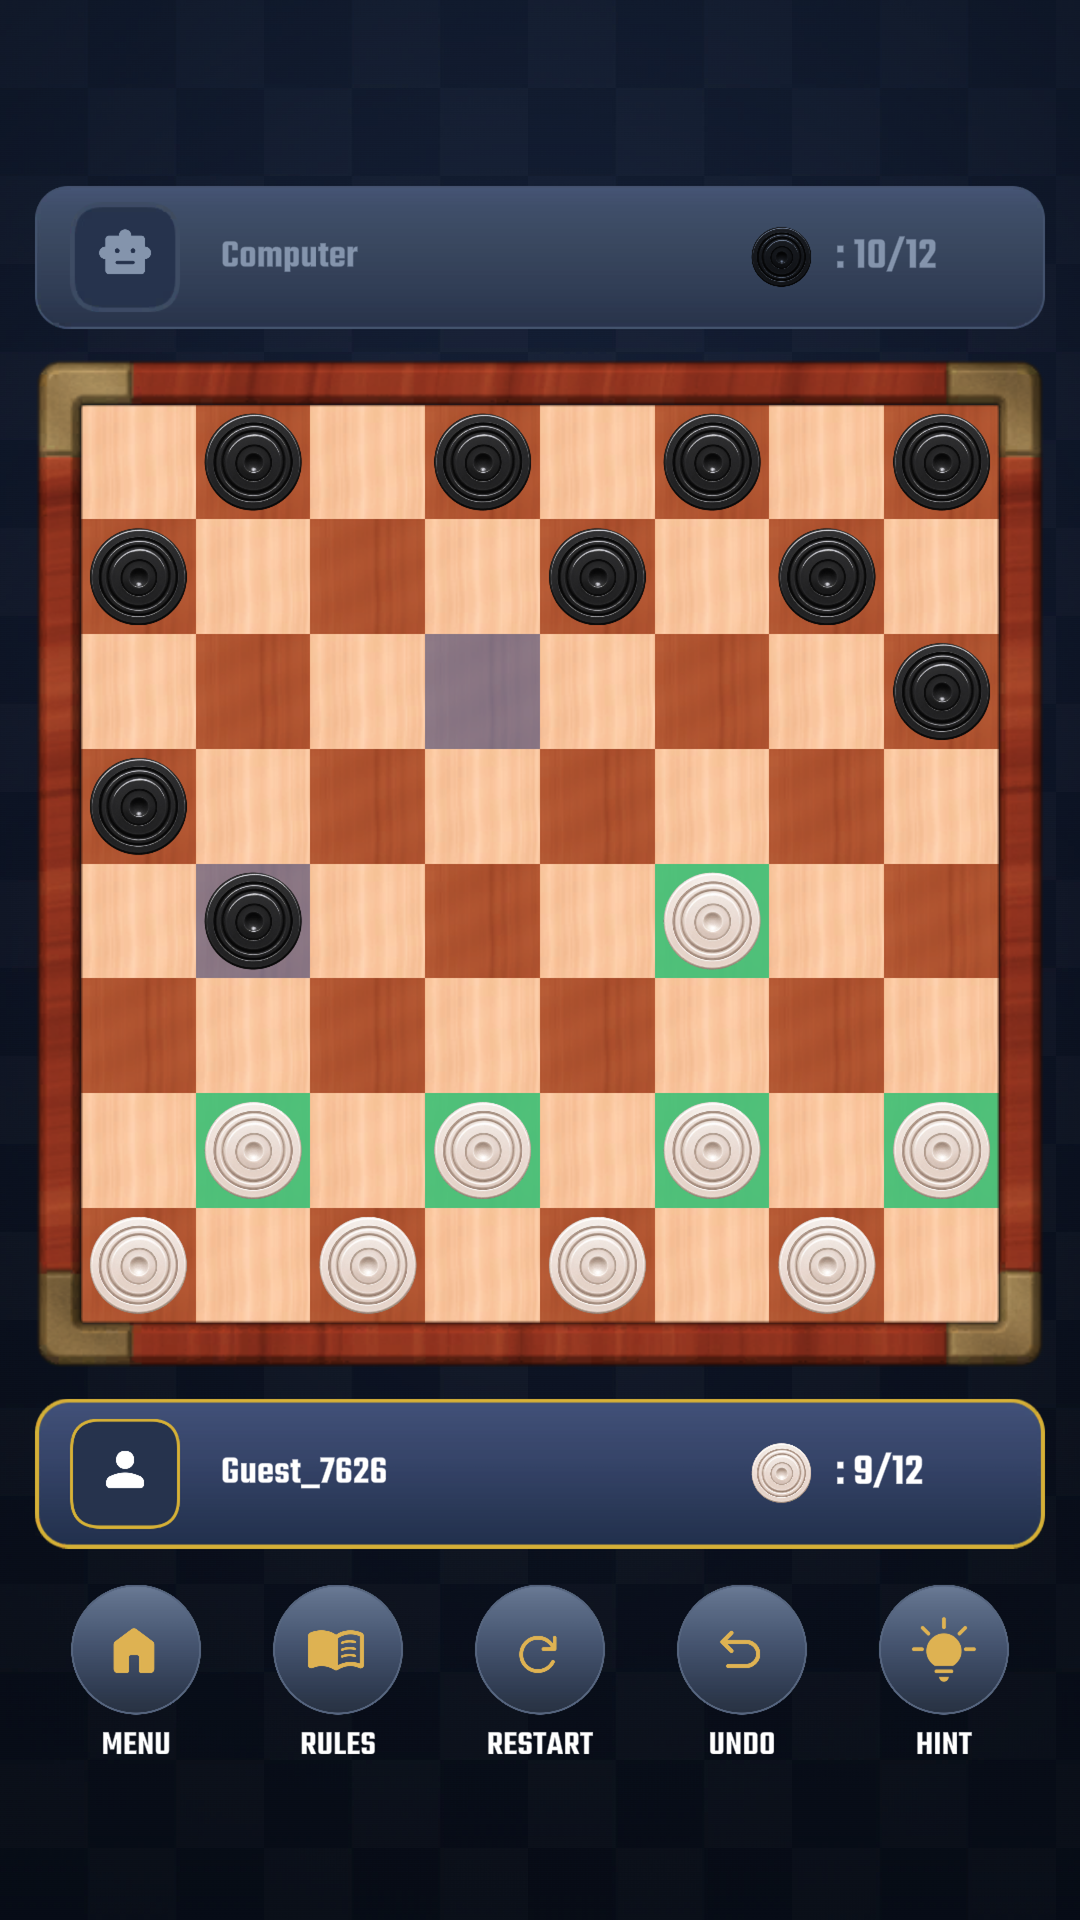 Computer
: 10/12
Guest_7626
: 9/12
MENU
RULES
RESTART
UNDO
HINT